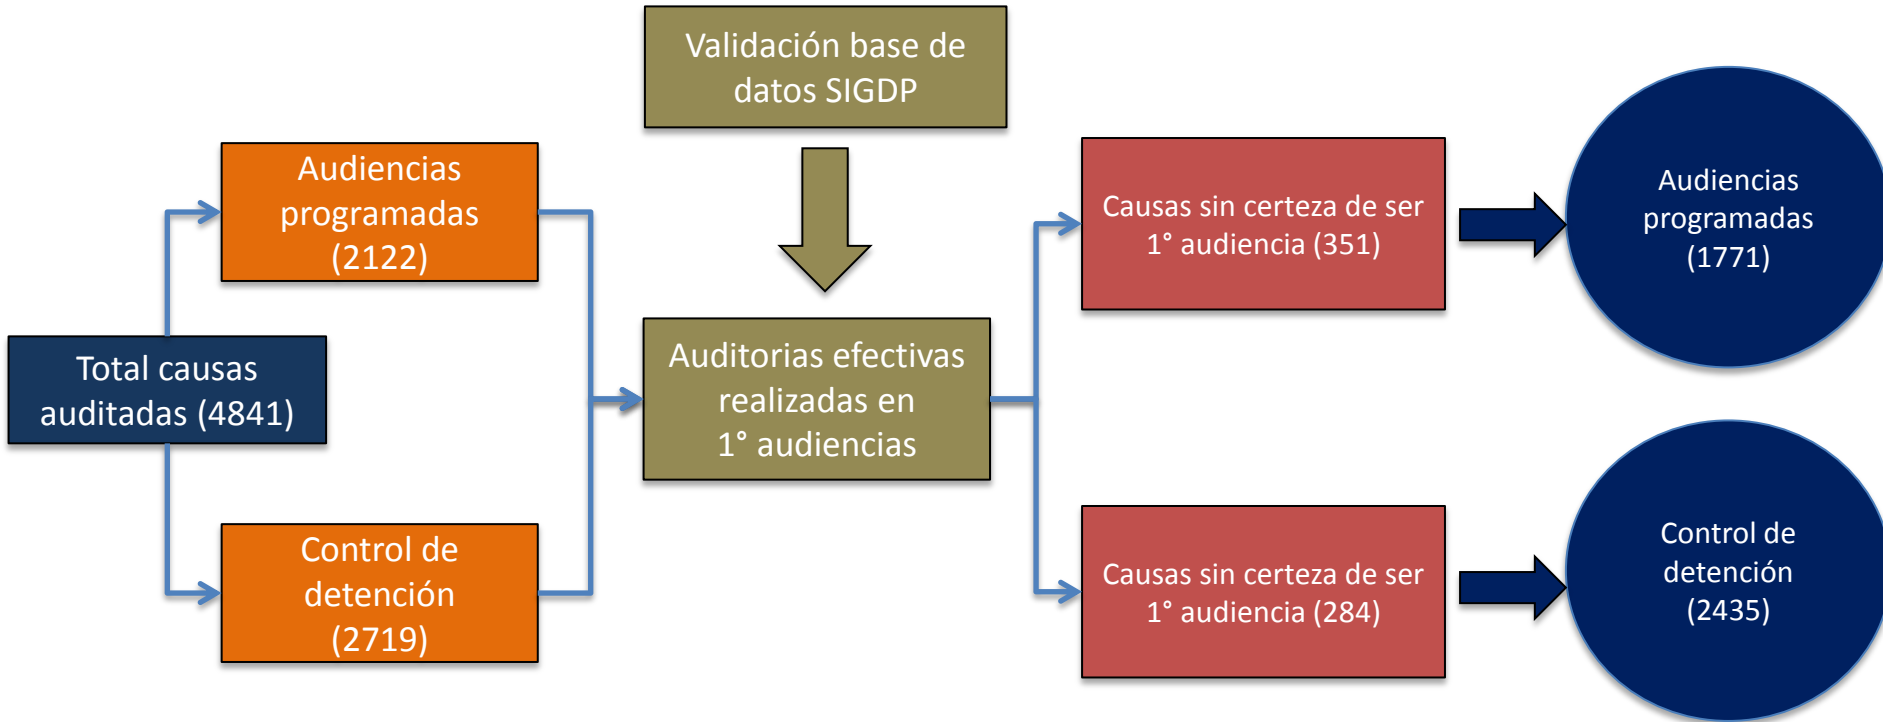 Validación base de
datos SIGDP
Audiencias
programadas
(2122)
Total causas
auditadas (4841)
Control de
detención
(2719)
Auditorias efectivas
realizadas en
1° audiencias
Causas sin certeza de ser
1° audiencia (351)
Causas sin certeza de ser
1° audiencia (284)
Audiencias
programadas
(1771)
Control de
detención
(2435)